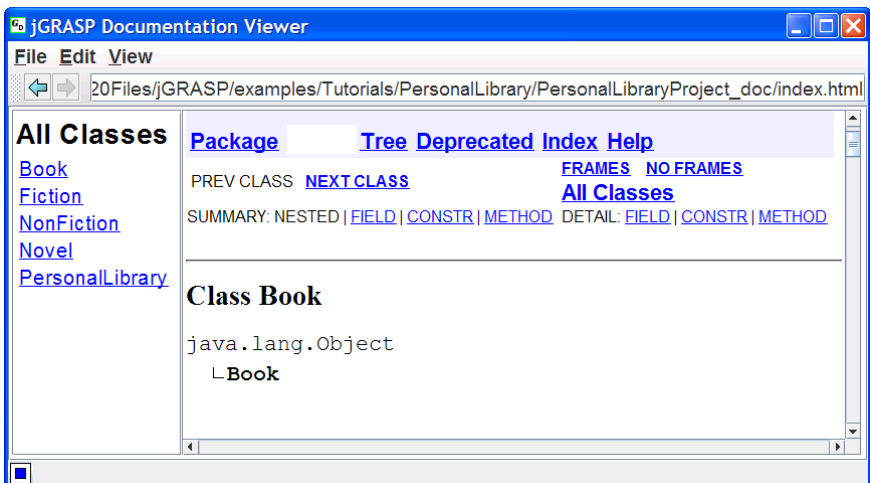 jGRASP Documentation Viewer
File Edit View
20Files/jGRASP/examples/Tutorials/PersonalLibrary/PersonalLibraryProject_doc/index.html
All Classes
Book
Fiction
NonFiction
Novel
PersonalLibrary
Package Tree Deprecated Index Help
PREV CLASS NEXT CLASS
FRAMES NO FRAMES
All Classes
SUMMARY: NESTED | FIELD | CONSTR | METHOD
DETAIL: FIELD | CONSTR | METHOD
Class Book
java.lang.Object
Book